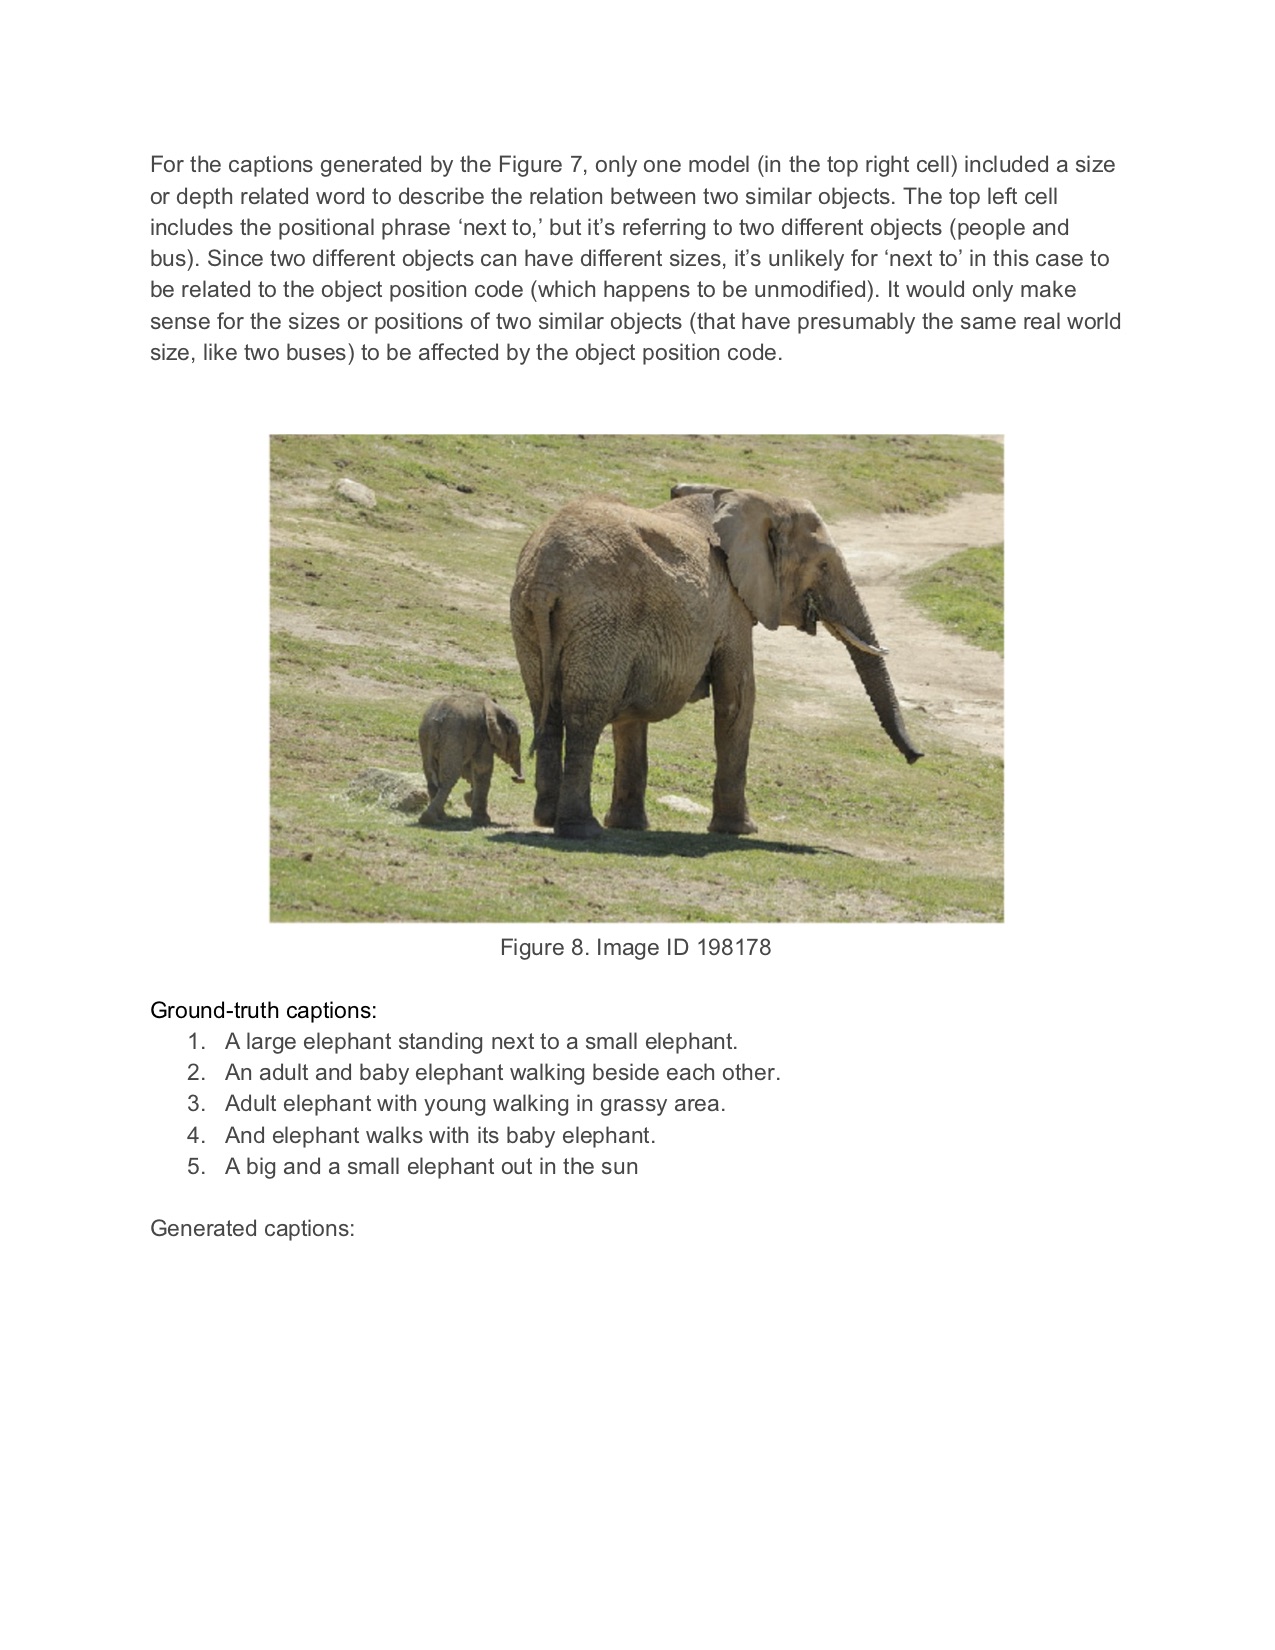 For the captions generated by the Figure 7, only one model (in the top right cell) included a size
or depth related word to describe the relation between two similar objects. The top left cell
includes the positional phrase ‘next to,’ but it’s referring to two different objects (people and
bus). Since two different objects can have different sizes, it’s unlikely for ‘next to’ in this case to
be related to the object position code (which happens to be unmodified). It would only make
sense for the sizes or positions of two similar objects (that have presumably the same real world
size, like two buses) to be affected by the object position code.
Figure 8. Image ID 198178
Ground-truth captions:
1. A large elephant standing next to a small elephant.
2. An adult and baby elephant walking beside each other.
3. Adult elephant with young walking in grassy area.
4. And elephant walks with its baby elephant.
5. A big and a small elephant out in the sun
Generated captions: